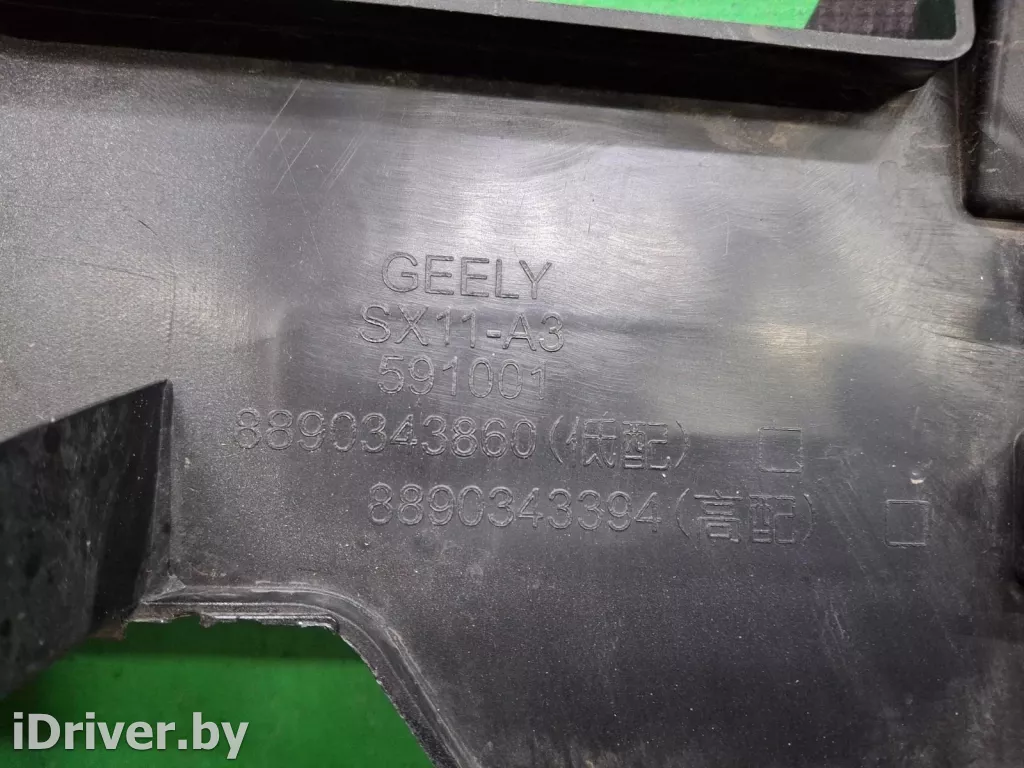 GEELY
SX11-A3
591001
8890343860(低配)
8890343394(高配)
iDriver.by